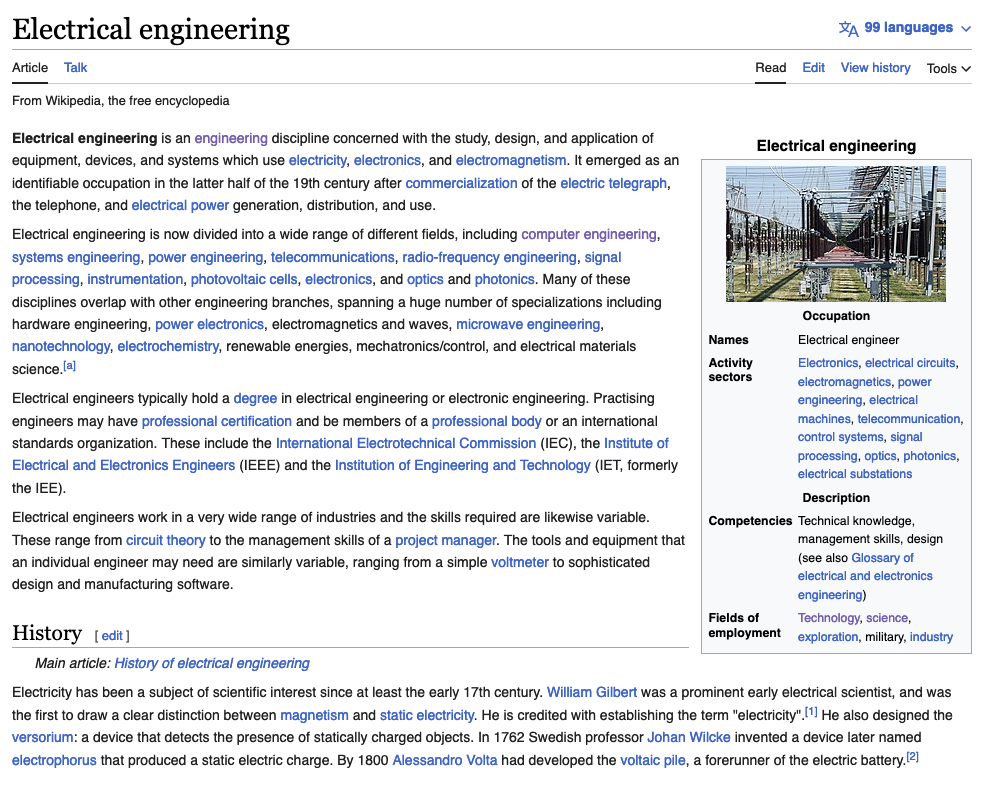 Electrical engineering
99 languages
Article Talk
Read Edit View history Tools
From Wikipedia, the free encyclopedia
Electrical engineering is an engineering discipline concerned with the study, design, and application of
equipment, devices, and systems which use electricity, electronics, and electromagnetism. It emerged as an
identifiable occupation in the latter half of the 19th century after commercialization of the electric telegraph,
the telephone, and electrical power generation, distribution, and use.
Electrical engineering is now divided into a wide range of different fields, including computer engineering,
systems engineering, power engineering, telecommunications, radio-frequency engineering, signal
processing, instrumentation, photovoltaic cells, electronics, and optics and photonics. Many of these
disciplines overlap with other engineering branches, spanning a huge number of specializations including
hardware engineering, power electronics, electromagnetics and waves, microwave engineering,
nanotechnology, electrochemistry, renewable energies, mechatronics/control, and electrical materials
science.[a]
Electrical engineers typically hold a degree in electrical engineering or electronic engineering. Practising
engineers may have professional certification and be members of a professional body or an international
standards organization. These include the International Electrotechnical Commission (IEC), the Institute of
Electrical and Electronics Engineers (IEEE) and the Institution of Engineering and Technology (IET, formerly
the IEE).
Electrical engineers work in a very wide range of industries and the skills required are likewise variable.
These range from circuit theory to the management skills of a project manager. The tools and equipment that
an individual engineer may need are similarly variable, ranging from a simple voltmeter to sophisticated
design and manufacturing software.
Electrical engineering
Occupation
Names Electrical engineer
Activity sectors Electronics, electrical circuits,
electromagnetics, power
engineering, electrical
machines, telecommunication,
control systems, signal
processing, optics, photonics,
electrical substations
Description
Competencies Technical knowledge,
management skills, design
(see also Glossary of
electrical and electronics
engineering)
Fields of employment Technology, science,
exploration, military, industry
History [ edit ]
Main article: History of electrical engineering
Electricity has been a subject of scientific interest since at least the early 17th century. William Gilbert was a prominent early electrical scientist, and was
the first to draw a clear distinction between magnetism and static electricity. He is credited with establishing the term "electricity".[1] He also designed the
versorium: a device that detects the presence of statically charged objects. In 1762 Swedish professor Johan Wilcke invented a device later named
electrophorus that produced a static electric charge. By 1800 Alessandro Volta had developed the voltaic pile, a forerunner of the electric battery.[2]